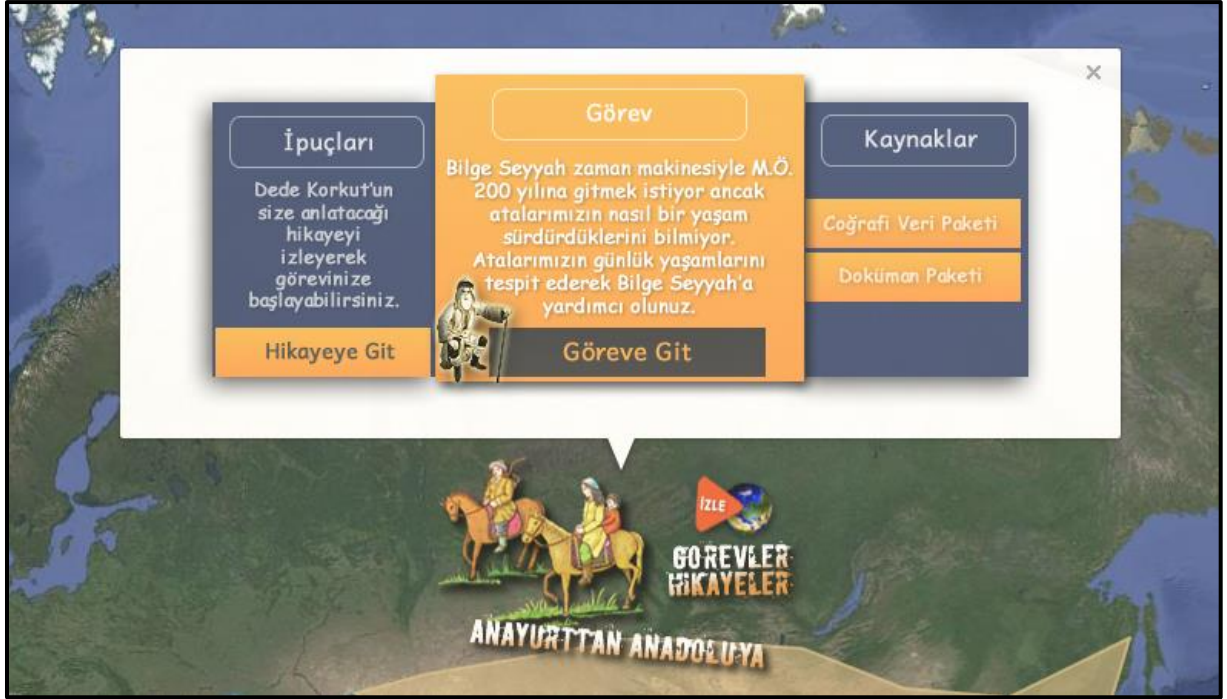 İpuçları
Dede Korkut'un
size anlatacağı
hikayeyi
izleyerek
görevinize
başlayabilirsiniz.
Hikayeye Git
Görev
Bilge Seyyah zaman makinesiyle M.Ö.
200 yılına gitmek istiyor ancak
atalarımızın nasıl bir yaşam
sürdürdüklerini bilmiyor.
Atalarımızın günlük yaşamlarını
tespit ederek Bilge Seyyah'a
yardımcı olunuz.
Göreve Git
Kaynaklar
Coğrafi Veri Paketi
Doküman Paketi
×
İZLE
GÖREVLER
HİKAYELER
ANAYURTTAN ANADOLUYA